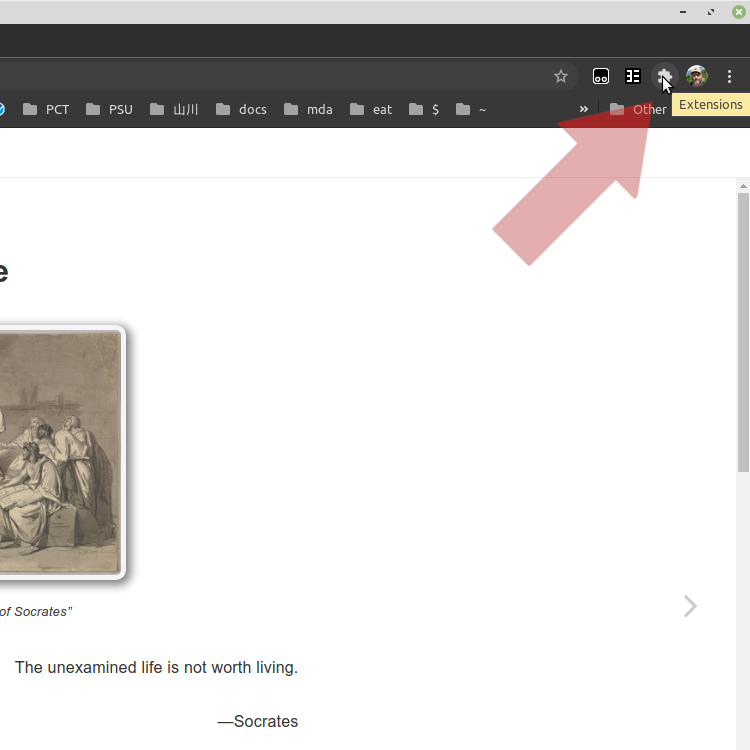 PCT PSU 山川 docs mda eat $ ~ » Other
Extensions
e
of Socrates”
The unexamined life is not worth living.
—Socrates